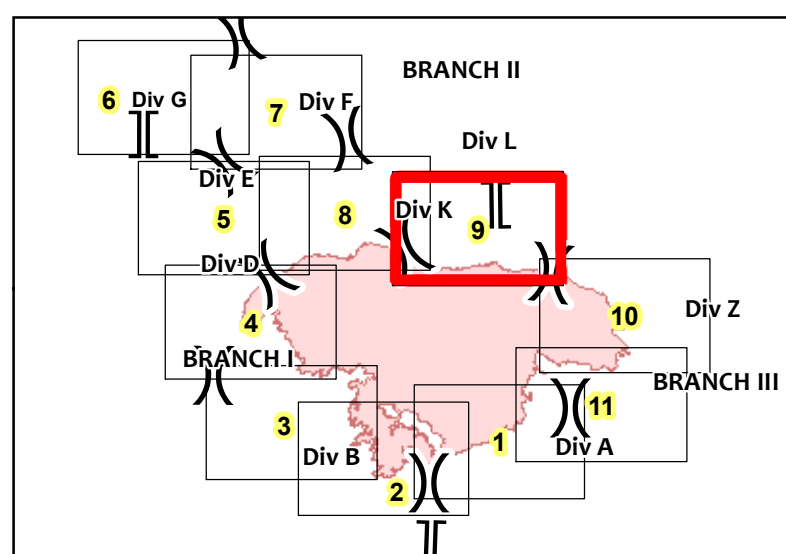 BRANCH II
6
Div G
7
Div F
Div L
Div E
5
8
Div K
9
Div D
4
10
Div Z
BRANCH I
BRANCH III
3
11
1
Div A
Div B
2